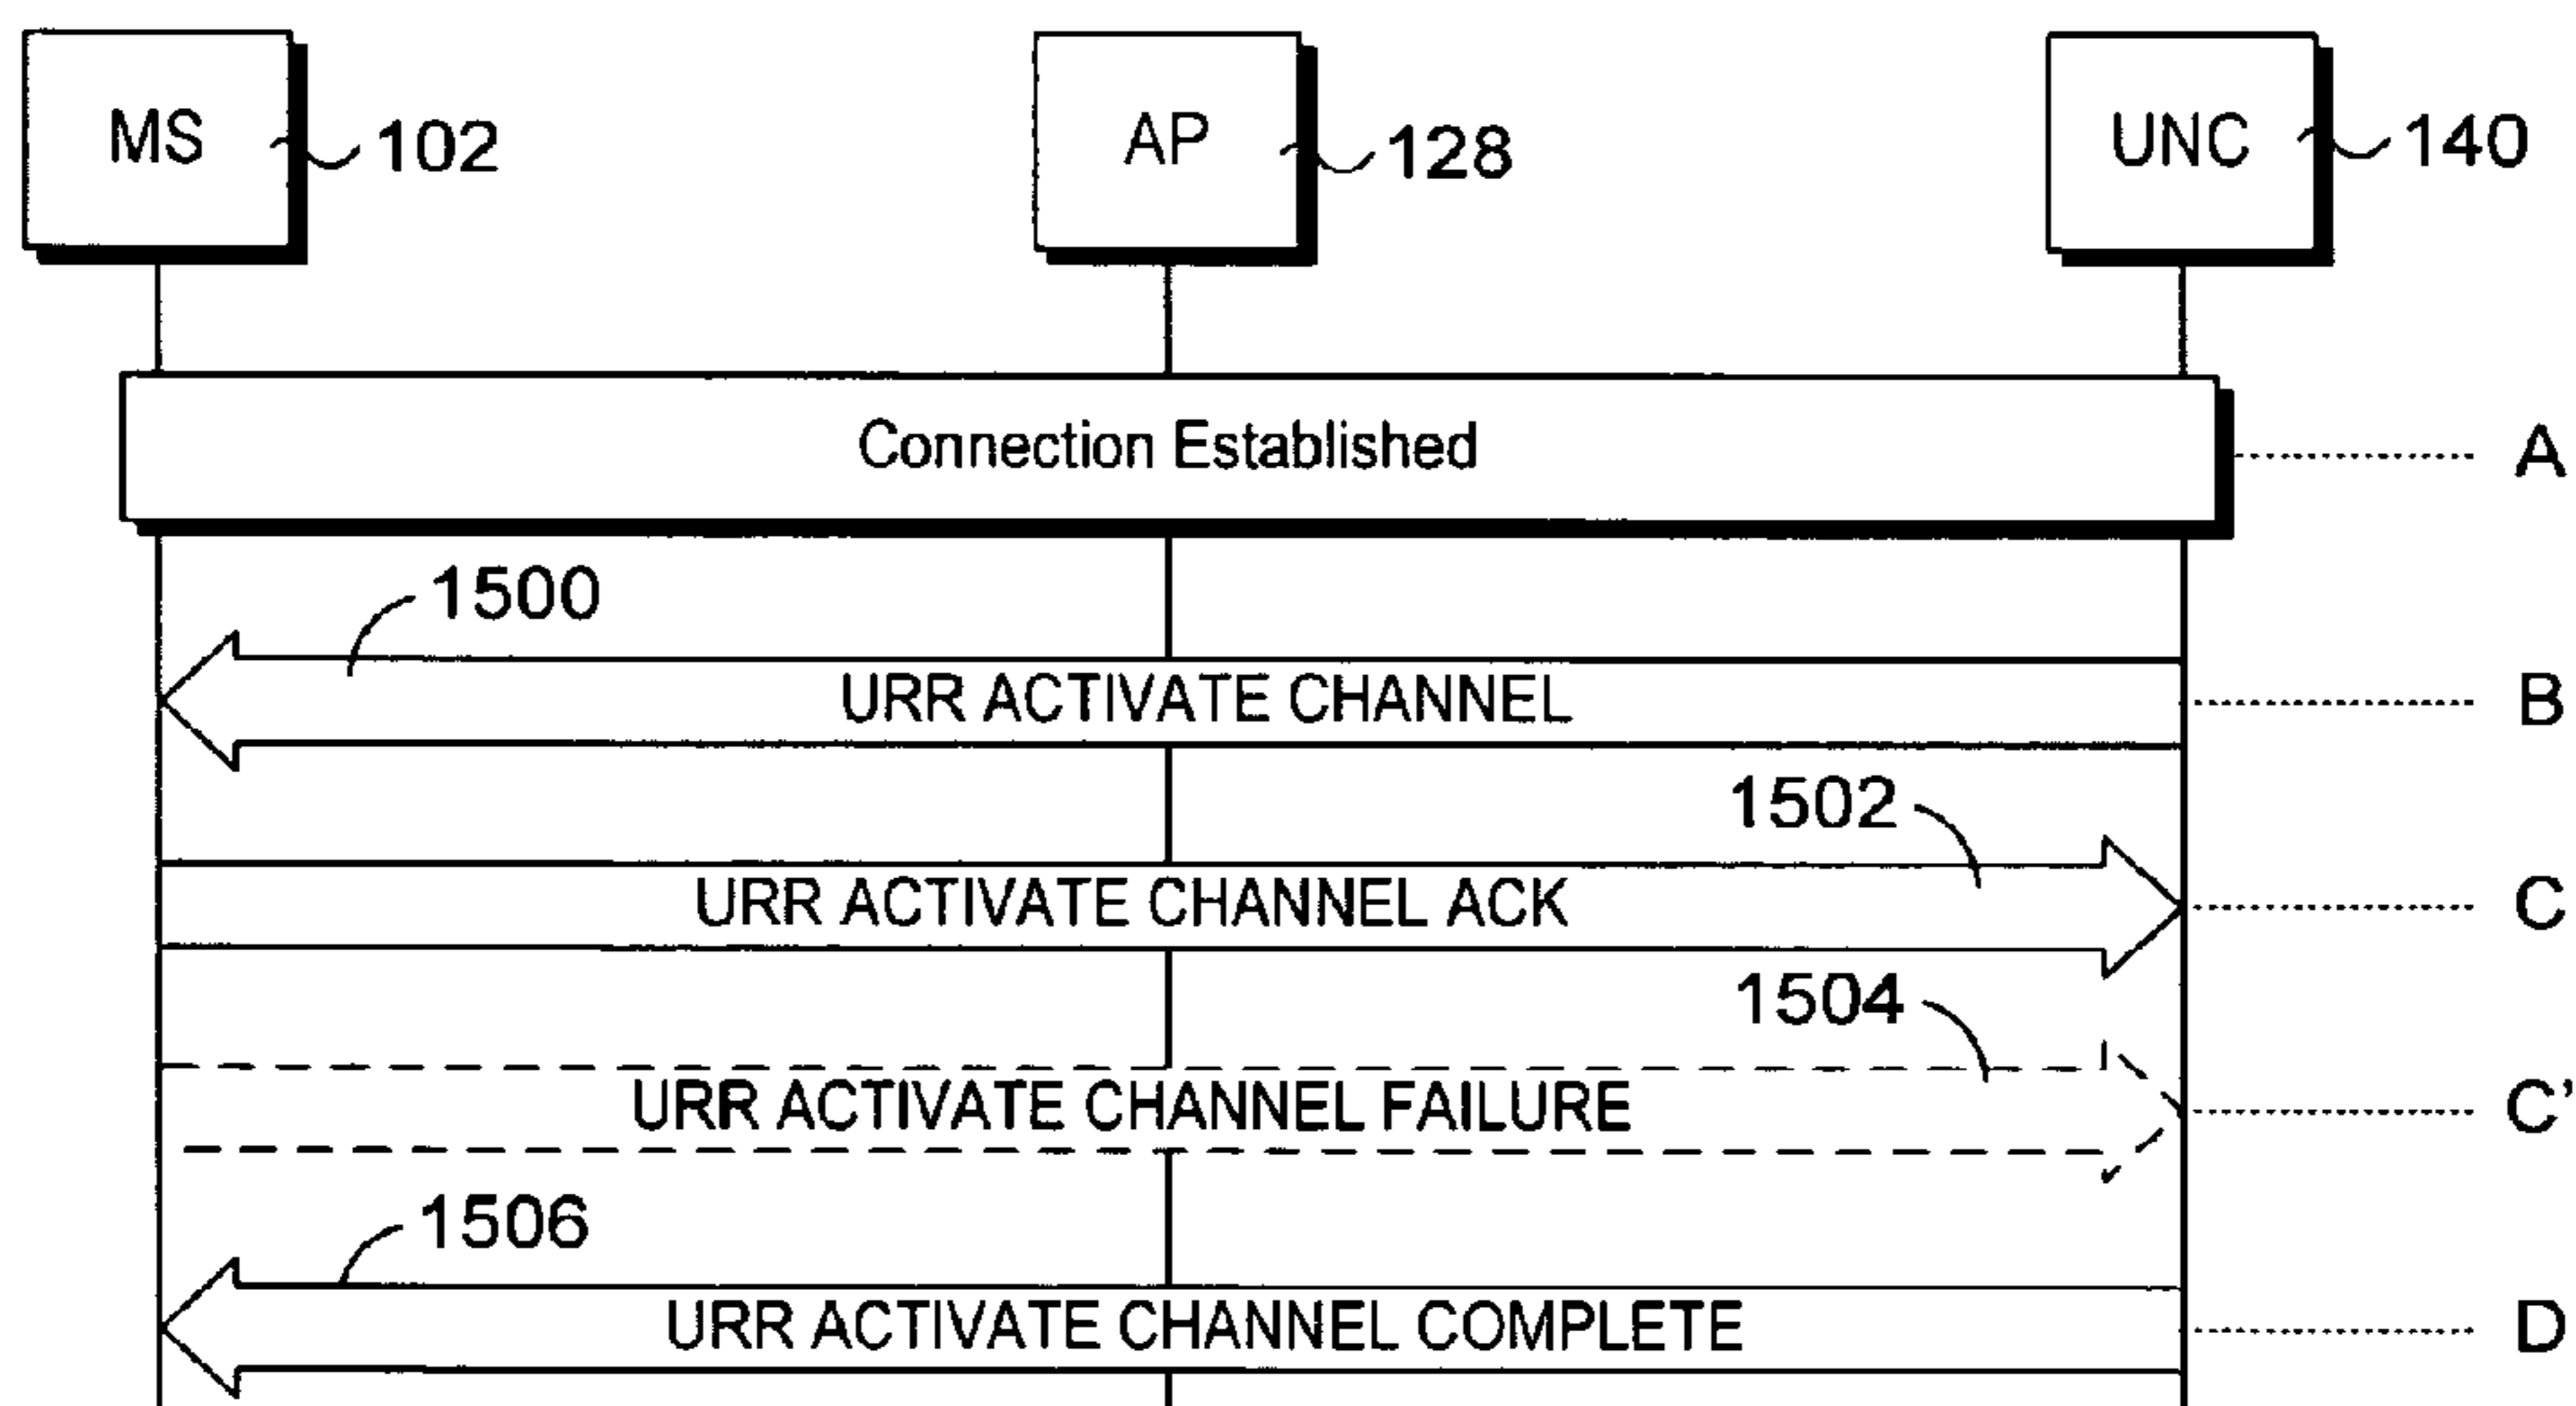 MS 102 AP 128 UNC 140
Connection Established A
1500
URR ACTIVATE CHANNEL B
1502
URR ACTIVATE CHANNEL ACK C
1504
URR ACTIVATE CHANNEL FAILURE C'
1506
URR ACTIVATE CHANNEL COMPLETE D